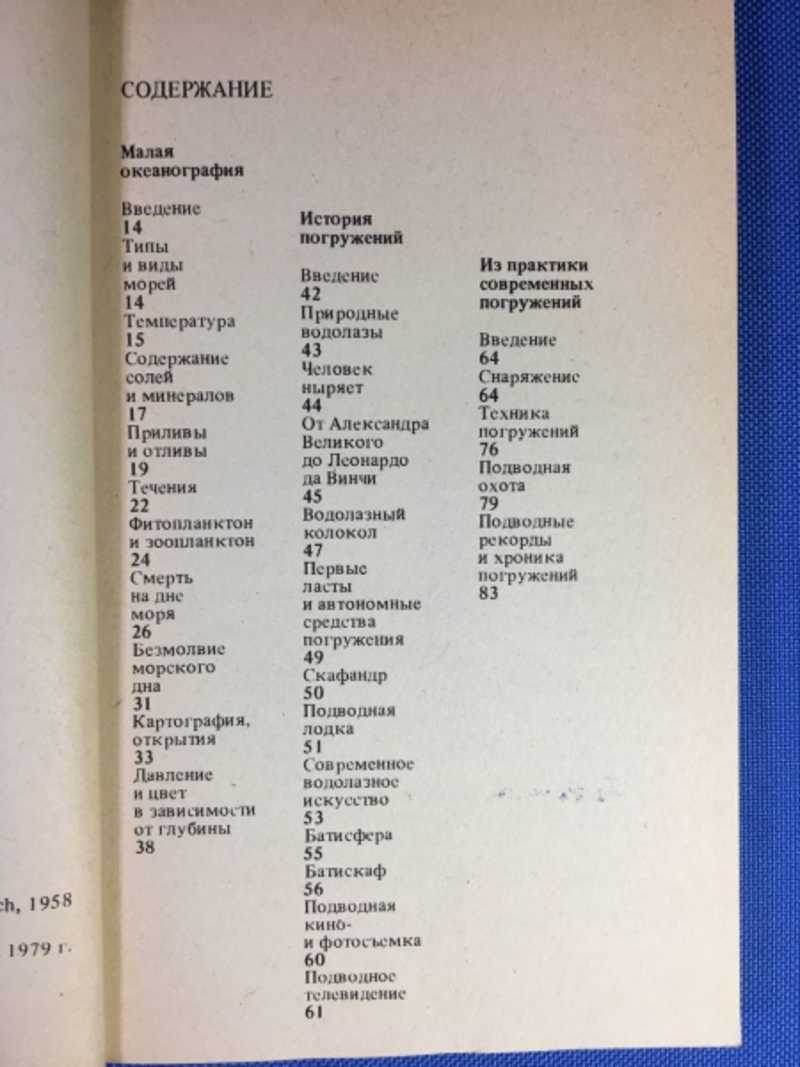 СОДЕРЖАНИЕ
Малая
океанография
Введение
14
Типы
и виды
морей
14
Температура
15
Содержание
солей
и минералов
17
Приливы
и отливы
19
Течения
22
Фитопланктон
и зоопланктон
24
Смерть
на дне
моря
26
Безмолвие
морского
дна
31
Картография,
открытия
33
Давление
и цвет
в зависимости
от глубины
38
История
погружений
Введение
42
Природные
водолазы
43
Человек
ныряет
44
От Александра
Великого
до Леонардо
да Винчи
45
Водолазный
колокол
47
Первые
ласты
и автономные
средства
погружения
49
Скафандр
50
Подводная
лодка
51
Современное
водолазное
искусство
53
Батисфера
55
Батискаф
56
Подводная
кино-
и фотосъемка
60
Подводное
телевидение
61
Из практики
современных
погружений
Введение
64
Снаряжение
64
Техника
погружений
76
Подводная
охота
79
Подводные
рекорды
и хроника
погружений
83
ch, 1958
1979 г.